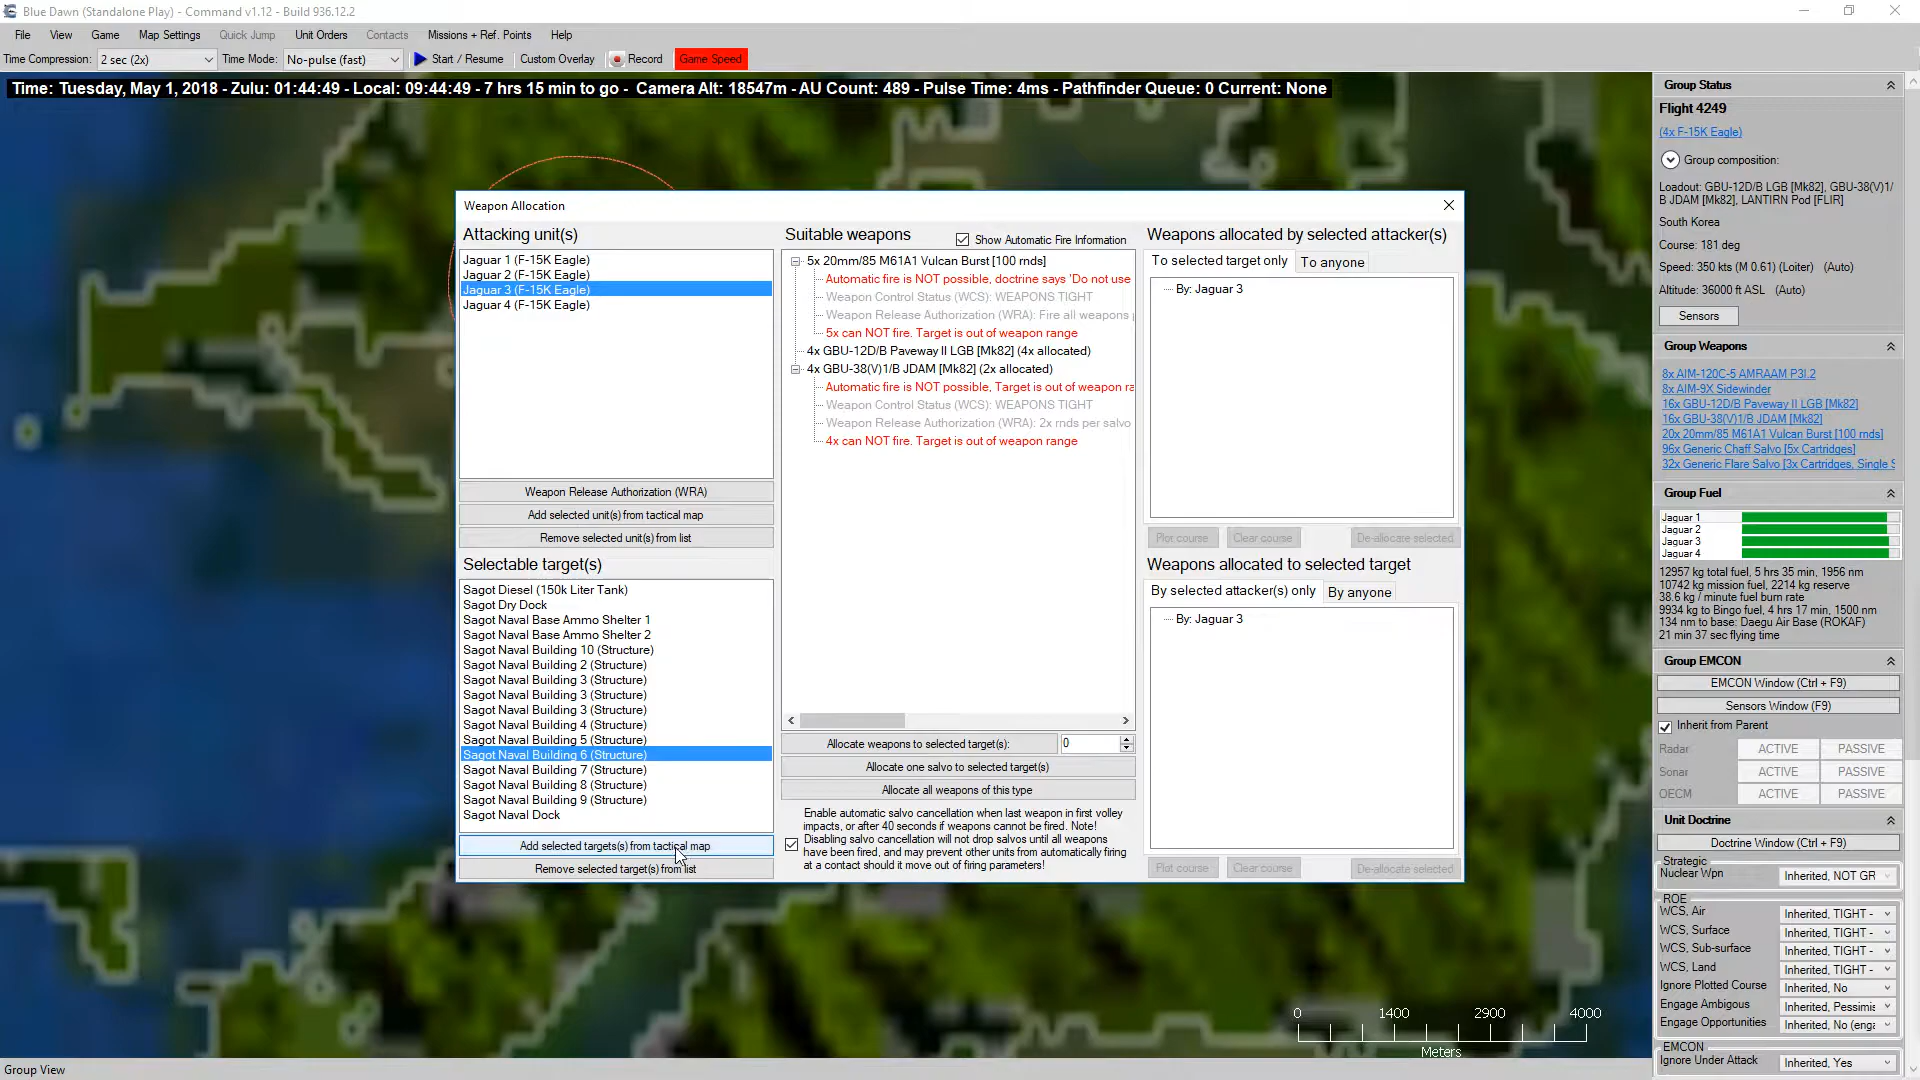 Blue Dawn (Standalone Play) - Command v1.12 - Build 936.12.2
File View Game Map Settings Quick Jump Unit Orders Contacts Missions + Ref. Points Help
Time Compression: 2 sec (2x) Time Mode: No-pulse (fast) Start / Resume Custom Overlay Record Game Speed
Time: Tuesday, May 1, 2018 - Zulu: 01:44:49 - Local: 09:44:49 - 7 hrs 15 min to go - Camera Alt: 18547m - AU Count: 489 - Pulse Time: 4ms - Pathfinder Queue: 0 Current: None
Weapon Allocation
Attacking unit(s)
Jaguar 1 (F-15K Eagle)
Jaguar 2 (F-15K Eagle)
Jaguar 3 (F-15K Eagle)
Jaguar 4 (F-15K Eagle)
Weapon Release Authorization (WRA)
Add selected unit(s) from tactical map
Remove selected unit(s) from list
Selectable target(s)
Sagot Diesel (150k Liter Tank)
Sagot Dry Dock
Sagot Naval Base Ammo Shelter 1
Sagot Naval Base Ammo Shelter 2
Sagot Naval Building 10 (Structure)
Sagot Naval Building 2 (Structure)
Sagot Naval Building 3 (Structure)
Sagot Naval Building 3 (Structure)
Sagot Naval Building 3 (Structure)
Sagot Naval Building 4 (Structure)
Sagot Naval Building 5 (Structure)
Sagot Naval Building 6 (Structure)
Sagot Naval Building 7 (Structure)
Sagot Naval Building 8 (Structure)
Sagot Naval Building 9 (Structure)
Sagot Naval Dock
Add selected targets(s) from tactical map
Remove selected target(s) from list
Suitable weapons Show Automatic Fire Information
5x 20mm/85 M61A1 Vulcan Burst [100 rnds]
Automatic fire is NOT possible, doctrine says 'Do not use
Weapon Control Status (WCS): WEAPONS TIGHT
Weapon Release Authorization (WRA): Fire all weapons
5x can NOT fire. Target is out of weapon range
4x GBU-12D/B Paveway II LGB [Mk82] (4x allocated)
4x GBU-38(V)1/B JDAM [Mk82] (2x allocated)
Automatic fire is NOT possible, Target is out of weapon ra
Weapon Control Status (WCS): WEAPONS TIGHT
Weapon Release Authorization (WRA): 2x rnds per salvo
4x can NOT fire. Target is out of weapon range
Allocate weapons to selected target(s): 0
Allocate one salvo to selected target(s)
Allocate all weapons of this type
Enable automatic salvo cancellation when last weapon in first volley
impacts, or after 40 seconds if weapons cannot be fired. Note!
Disabling salvo cancellation will not drop salvos until all weapons
have been fired, and may prevent other units from automatically firing
at a contact should it move out of firing parameters!
Weapons allocated by selected attacker(s)
To selected target only To anyone
By: Jaguar 3
Plot course Clear course De-allocate selected
Weapons allocated to selected target
By selected attacker(s) only By anyone
By: Jaguar 3
Plot course Clear course De-allocate selected
0 1400 2900 4000
Meters
Group Status
Flight 4249
(4x F-15K Eagle)
Group composition:
Loadout: GBU-12D/B LGB [Mk82], GBU-38(V)1/
B JDAM [Mk82], LANTIRN Pod [FLIR]
South Korea
Course: 181 deg
Speed: 350 kts (M 0.61) (Loiter) (Auto)
Altitude: 36000 ft ASL (Auto)
Sensors
Group Weapons
8x AIM-120C-5 AMRAAM P3I.2
8x AIM-9X Sidewinder
16x GBU-12D/B Paveway II LGB [Mk82]
16x GBU-38(V)1/B JDAM [Mk82]
20x 20mm/85 M61A1 Vulcan Burst [100 rnds]
96x Generic Chaff Salvo [5x Cartridges]
32x Generic Flare Salvo [3x Cartridges, Single S
Group Fuel
Jaguar 1
Jaguar 2
Jaguar 3
Jaguar 4
12957 kg total fuel, 5 hrs 35 min, 1956 nm
10742 kg mission fuel, 2214 kg reserve
38.6 kg / minute fuel burn rate
9934 kg to Bingo fuel, 4 hrs 17 min, 1500 nm
134 nm to base: Daegu Air Base (ROKAF)
21 min 37 sec flying time
Group EMCON
EMCON Window (Ctrl + F9)
Sensors Window (F9)
Inherit from Parent
Radar ACTIVE PASSIVE
Sonar ACTIVE PASSIVE
OECM ACTIVE PASSIVE
Unit Doctrine
Doctrine Window (Ctrl + F9)
Strategic
Nuclear Wpn Inherited, NOT GR
ROE
WCS, Air Inherited, TIGHT -
WCS, Surface Inherited, TIGHT -
WCS, Sub-surface Inherited, TIGHT -
WCS, Land Inherited, TIGHT -
Ignore Plotted Course Inherited, No
Engage Ambigous Inherited, Pessimis
Engage Opportunities Inherited, No (enga
EMCON
Ignore Under Attack Inherited, Yes
Group View